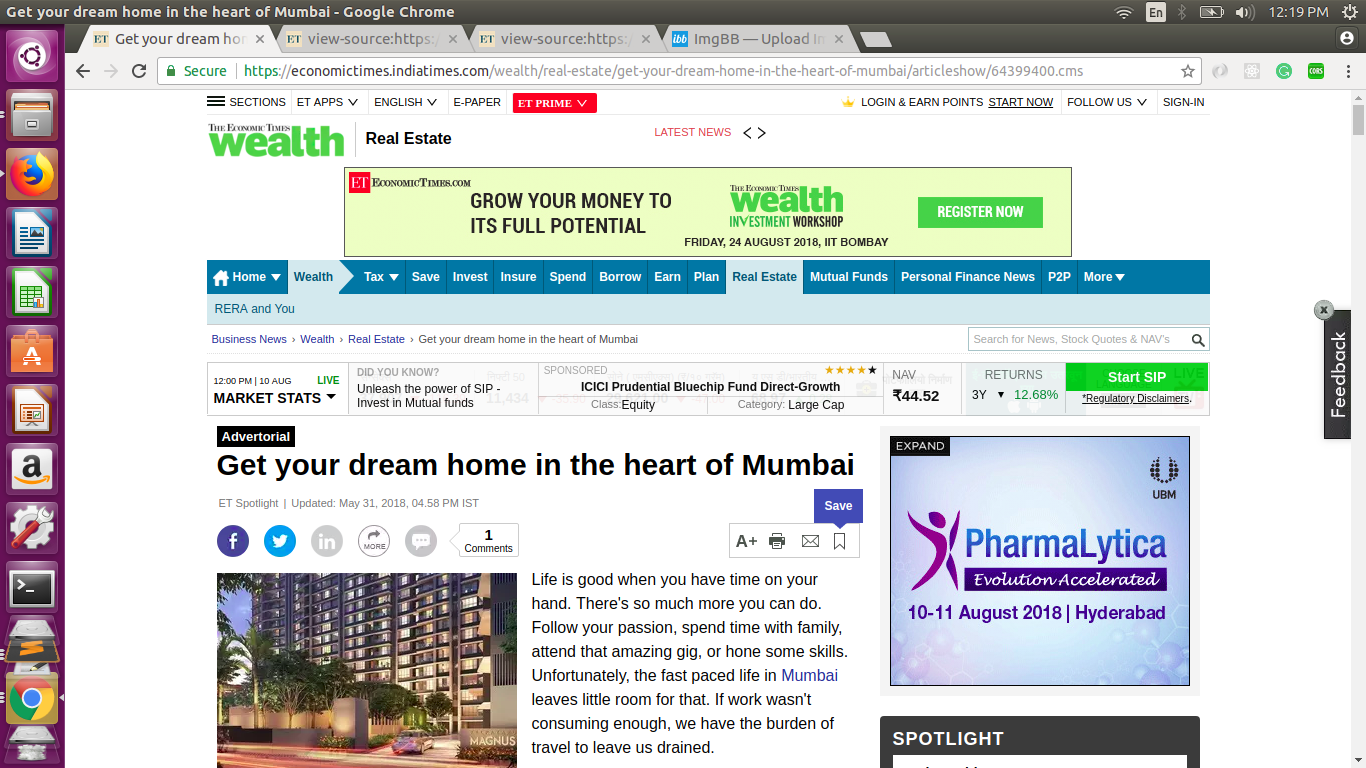 Get your dream home in the heart of Mumbai - Google Chrome
En
12:19 PM
ET Get your dream hor
ET view-source:https:/
ET view-source:https:/
ibb ImgBB — Upload Im
Secure https://economictimes.indiatimes.com/wealth/real-estate/get-your-dream-home-in-the-heart-of-mumbai/articleshow/64399400.cms
CORS
SECTIONS ET APPS ENGLISH E-PAPER ET PRIME LOGIN & EARN POINTS START NOW FOLLOW US SIGN-IN
THE ECONOMIC TIMES
wealth
Real Estate
LATEST NEWS
ET ECONOMICTIMES.COM
GROW YOUR MONEY TO
ITS FULL POTENTIAL
THE ECONOMIC TIMES
wealth
INVESTMENT WORKSHOP
FRIDAY, 24 AUGUST 2018, IIT BOMBAY
REGISTER NOW
Home Wealth Tax Save Invest Insure Spend Borrow Earn Plan Real Estate Mutual Funds Personal Finance News P2P More
RERA and You
Business News › Wealth › Real Estate › Get your dream home in the heart of Mumbai
Search for News, Stock Quotes & NAV's
12:00 PM | 10 AUG LIVE
MARKET STATS
DID YOU KNOW?
Unleash the power of SIP -
Invest in Mutual funds
SPONSORED
ICICI Prudential Bluechip Fund Direct-Growth
Class:Equity
Category: Large Cap
11,434
NAV
₹44.52
RETURNS
3Y 12.68%
Start SIP
*Regulatory Disclaimers.
Advertorial
Get your dream home in the heart of Mumbai
ET Spotlight | Updated: May 31, 2018, 04.58 PM IST
Save
MORE
1
Comments
A+
MAGNUS
Life is good when you have time on your
hand. There's so much more you can do.
Follow your passion, spend time with family,
attend that amazing gig, or hone some skills.
Unfortunately, the fast paced life in Mumbai
leaves little room for that. If work wasn't
consuming enough, we have the burden of
travel to leave us drained.
EXPAND
UBM
PharmaLytica
Evolution Accelerated
10-11 August 2018 | Hyderabad
SPOTLIGHT
x
Feedback